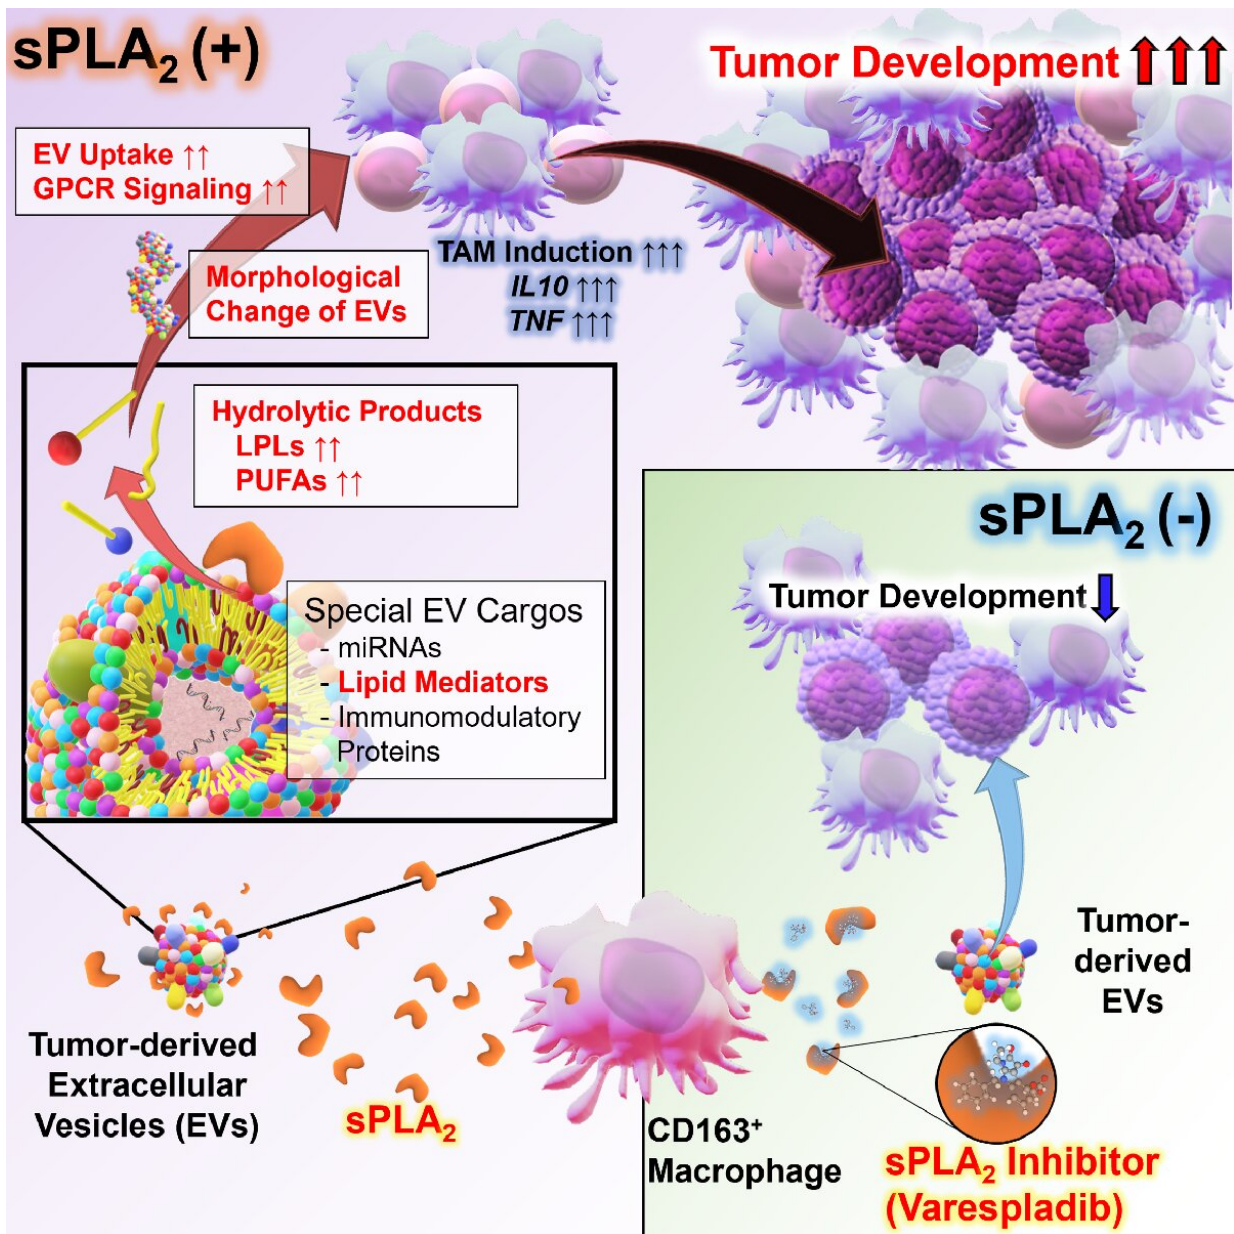 sPLA₂ (+)
Tumor Development
EV Uptake ↑↑
GPCR Signaling ↑↑
Morphological
Change of EVs
TAM Induction ↑↑↑
IL10 ↑↑↑
TNF ↑↑↑
Hydrolytic Products
LPLs ↑↑
PUFAs ↑↑
Special EV Cargos
- miRNAs
- Lipid Mediators
- Immunomodulatory
Proteins
Tumor-derived
Extracellular
Vesicles (EVs)
sPLA₂
CD163⁺
Macrophage
sPLA₂ (-)
Tumor Development
Tumor-
derived
EVs
sPLA₂ Inhibitor
(Varespladib)